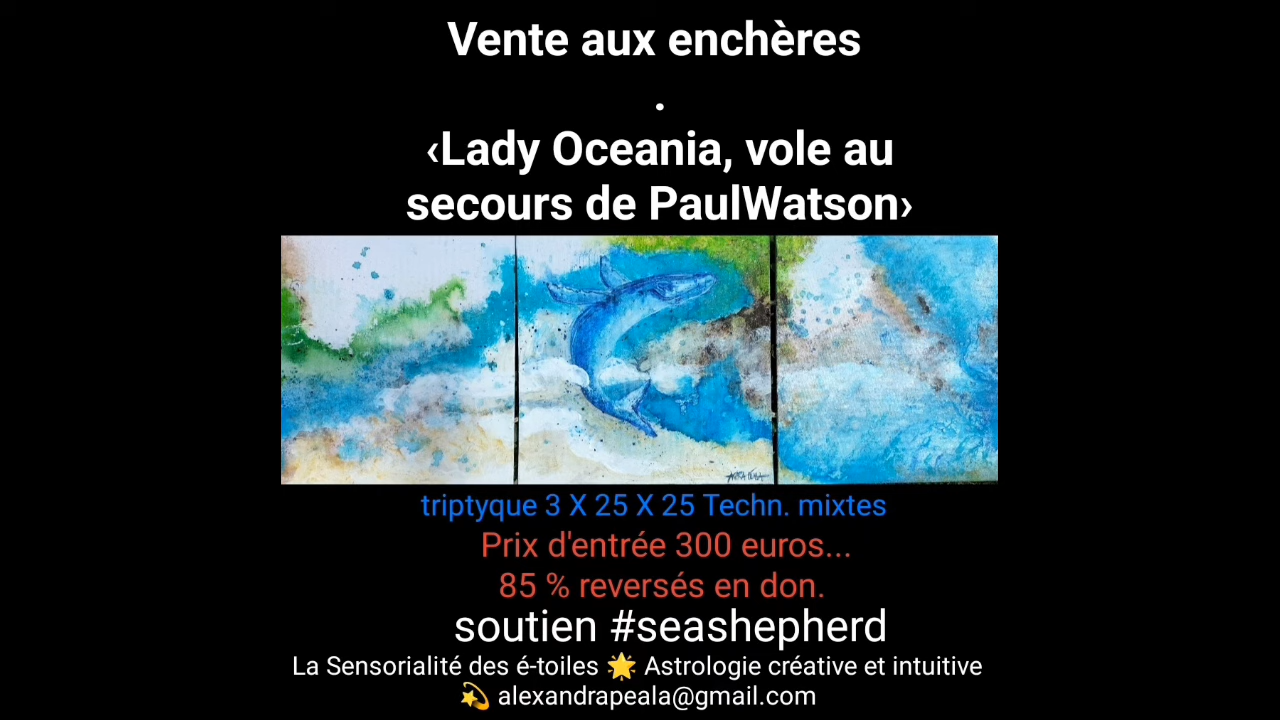 Vente aux enchères
.
‹Lady Oceania, vole au
secours de PaulWatson›
triptyque 3 X 25 X 25 Techn. mixtes
Prix d'entrée 300 euros...
85 % reversés en don.
soutien #seashepherd
La Sensorialité des é-toiles 🌟 Astrologie créative et intuitive
💫 alexandrapeala@gmail.com